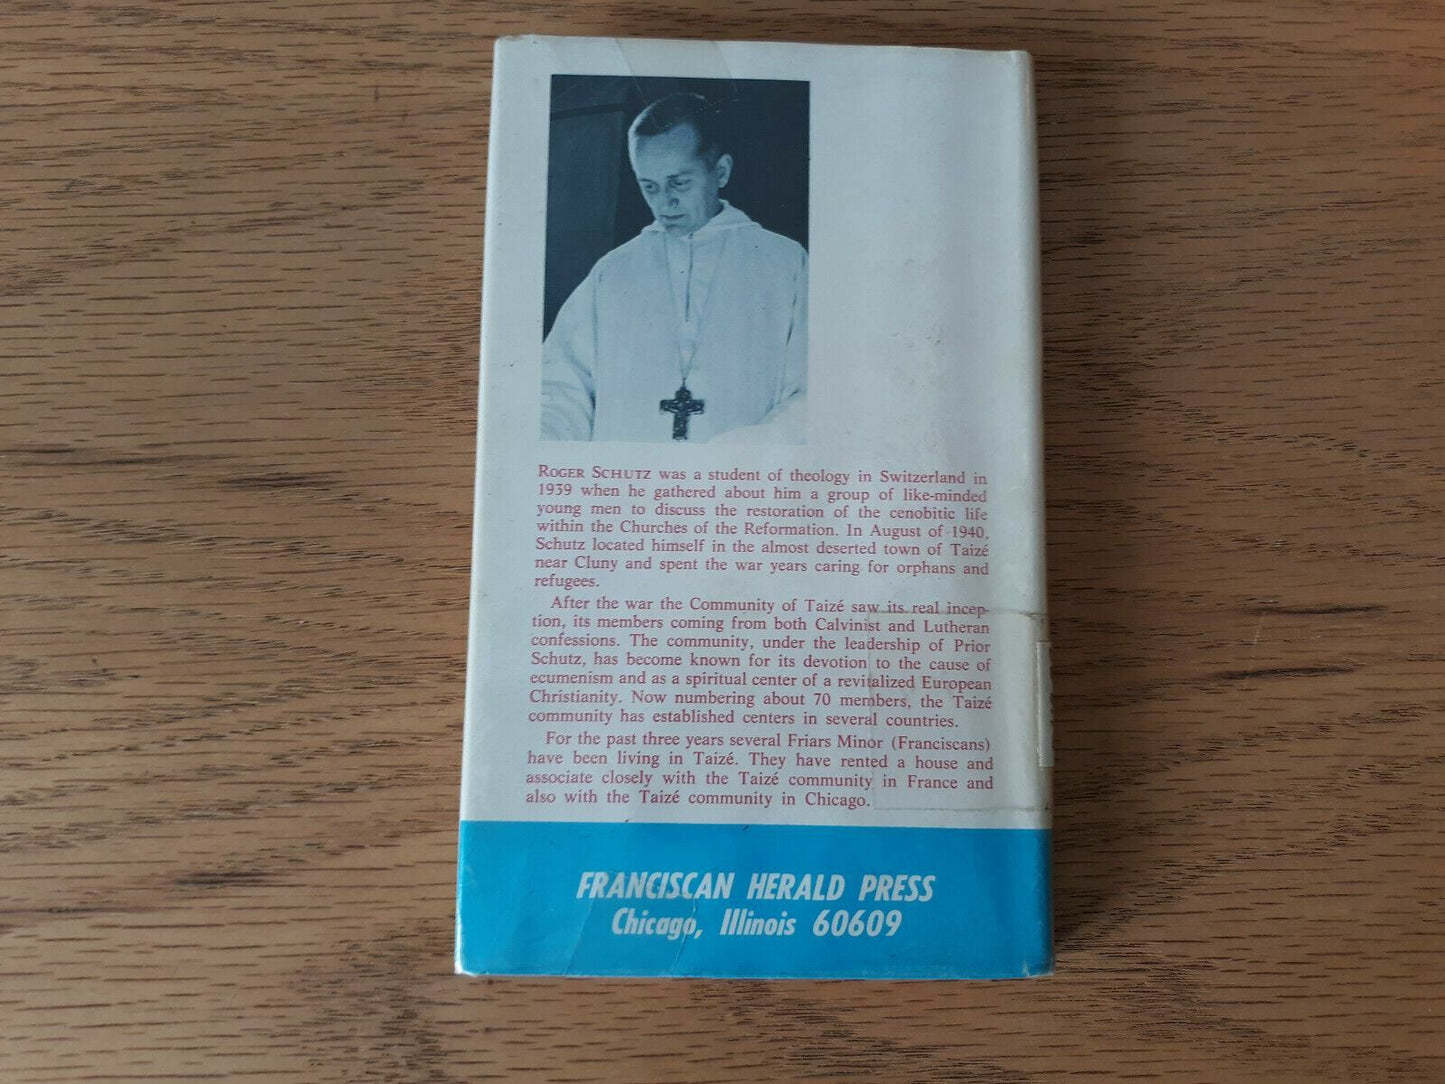 ROGER SCHUTZ was a student of theology in Switzerland in
1939 when he gathered about him a group of like-minded
young men to discuss the restoration of the cenobitic life
within the Churches of the Reformation. In August of 1940,
Schutz located himself in the almost deserted town of Taizé
near Cluny and spent the war years caring for orphans and
refugees.
After the war the Community of Taizé saw its real incep-
tion, its members coming from both Calvinist and Lutheran
confessions. The community, under the leadership of Prior
Schutz, has become known for its devotion to the cause of
ecumenism and as a spiritual center of a revitalized European
Christianity. Now numbering about 70 members, the Taizé
community has established centers in several countries.
For the past three years several Friars Minor (Franciscans)
have been living in Taizé. They have rented a house and
associate closely with the Taizé community in France and
also with the Taizé community in Chicago.
FRANCISCAN HERALD PRESS
Chicago, Illinois 60609